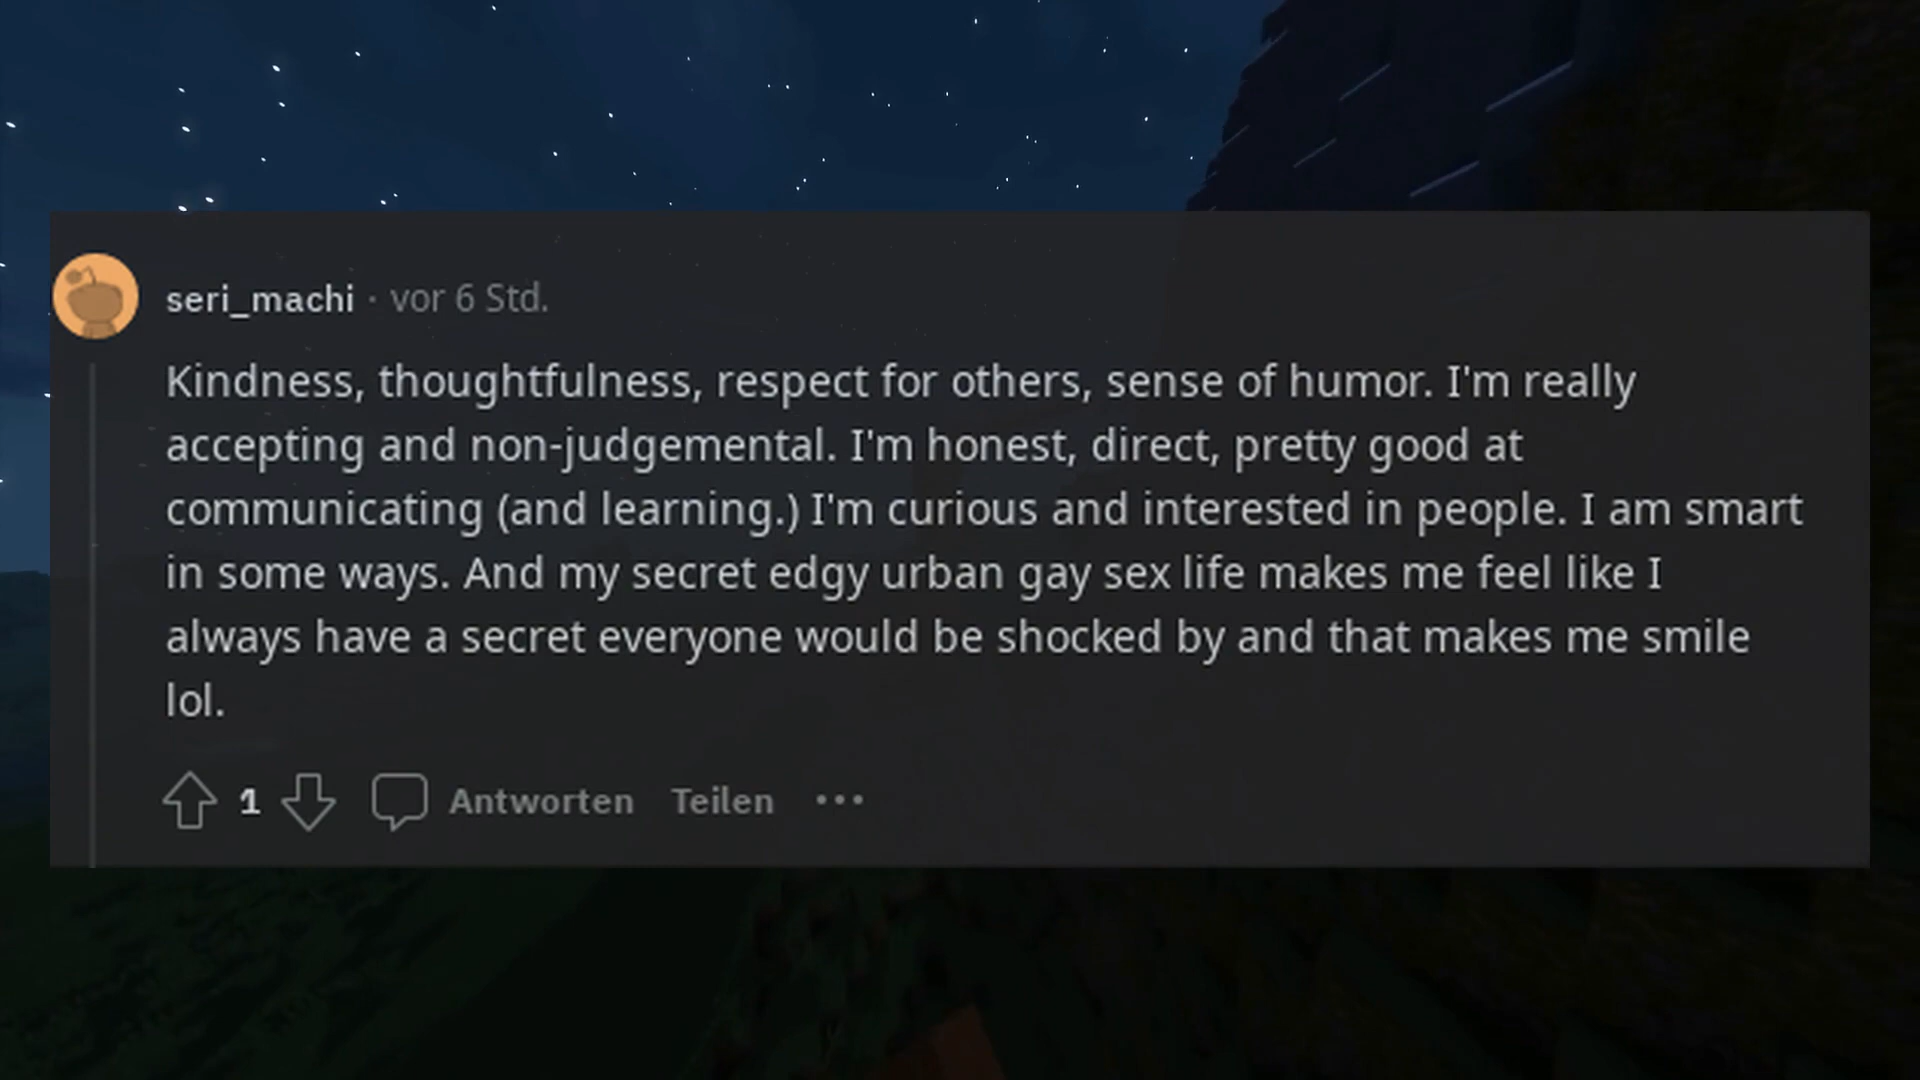 seri_machi · vor 6 Std.
Kindness, thoughtfulness, respect for others, sense of humor. I'm really
accepting and non-judgemental. I'm honest, direct, pretty good at
communicating (and learning.) I'm curious and interested in people. I am smart
in some ways. And my secret edgy urban gay sex life makes me feel like I
always have a secret everyone would be shocked by and that makes me smile
lol.
1 Antworten Teilen •••